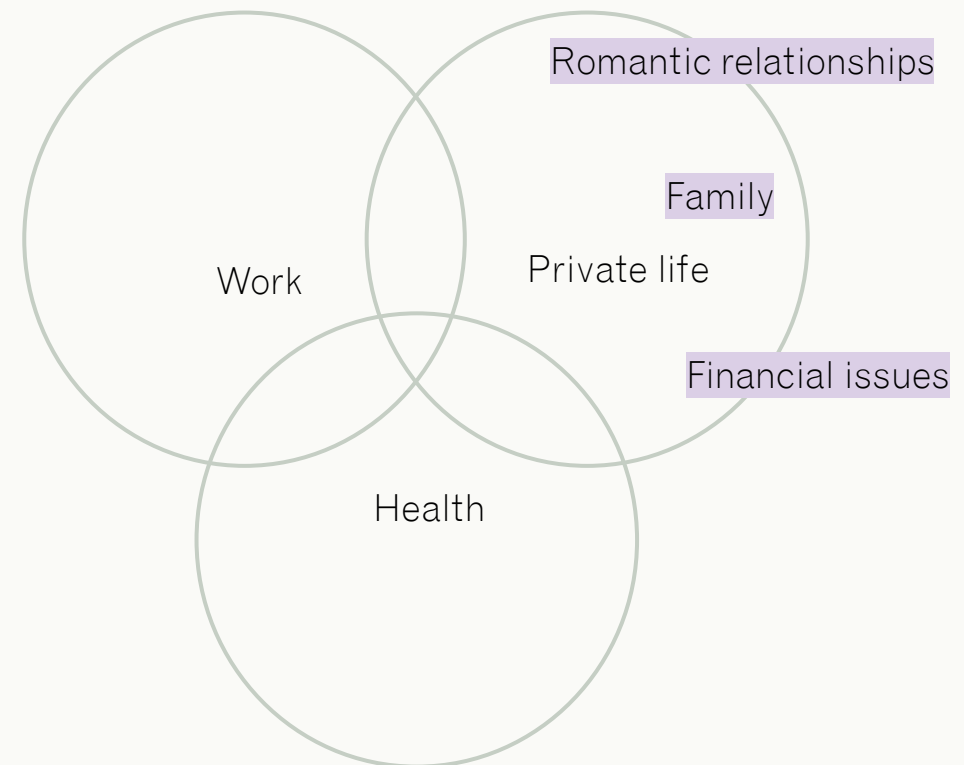 Romantic relationships
Family
Private life
Work
Financial issues
Health